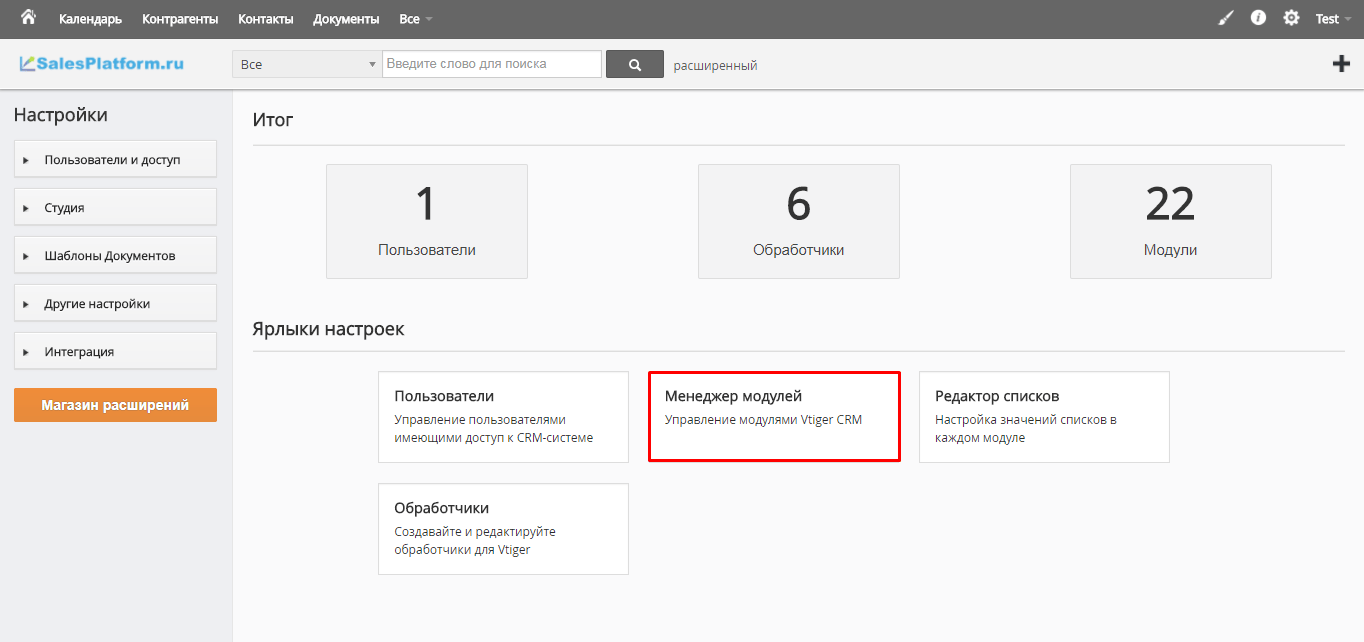 Календарь Контрагенты Контакты Документы Все Test
SalesPlatform.ru Все Введите слово для поиска расширенный
Настройки
Пользователи и доступ
Студия
Шаблоны Документов
Другие настройки
Интеграция
Магазин расширений
Итог
1 6 22
Пользователи Обработчики Модули
Ярлыки настроек
Пользователи
Управление пользователями
имеющими доступ к CRM-системе
Менеджер модулей
Управление модулями Vtiger CRM
Редактор списков
Настройка значений списков в
каждом модуле
Обработчики
Создавайте и редактируйте
обработчики для Vtiger